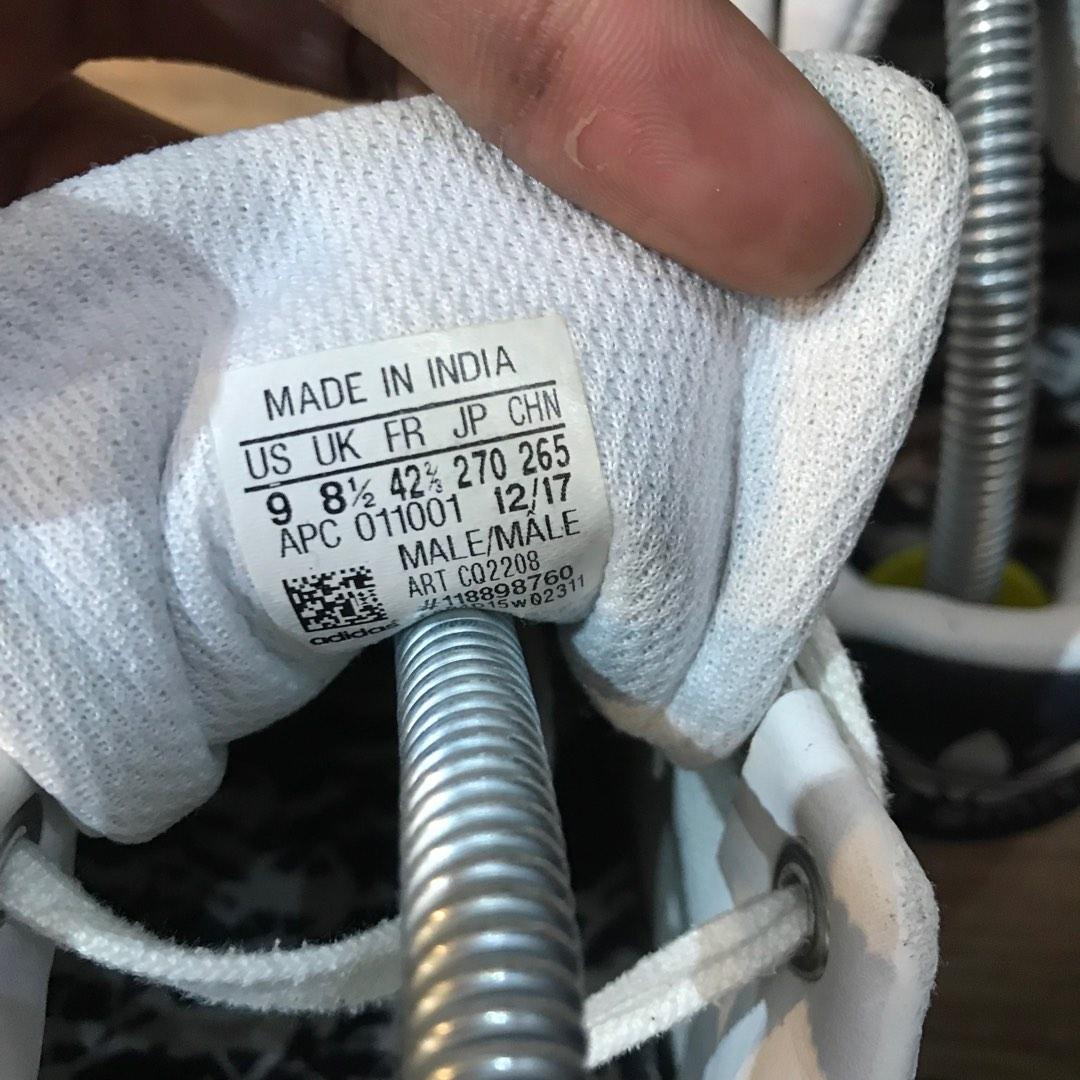 MADE IN INDIA
US UK FR JP CHN
9 8½ 42⅔ 270 265
APC 011001 12/17
MALE/MÂLE
ART CQ2208
#118898760
adidas